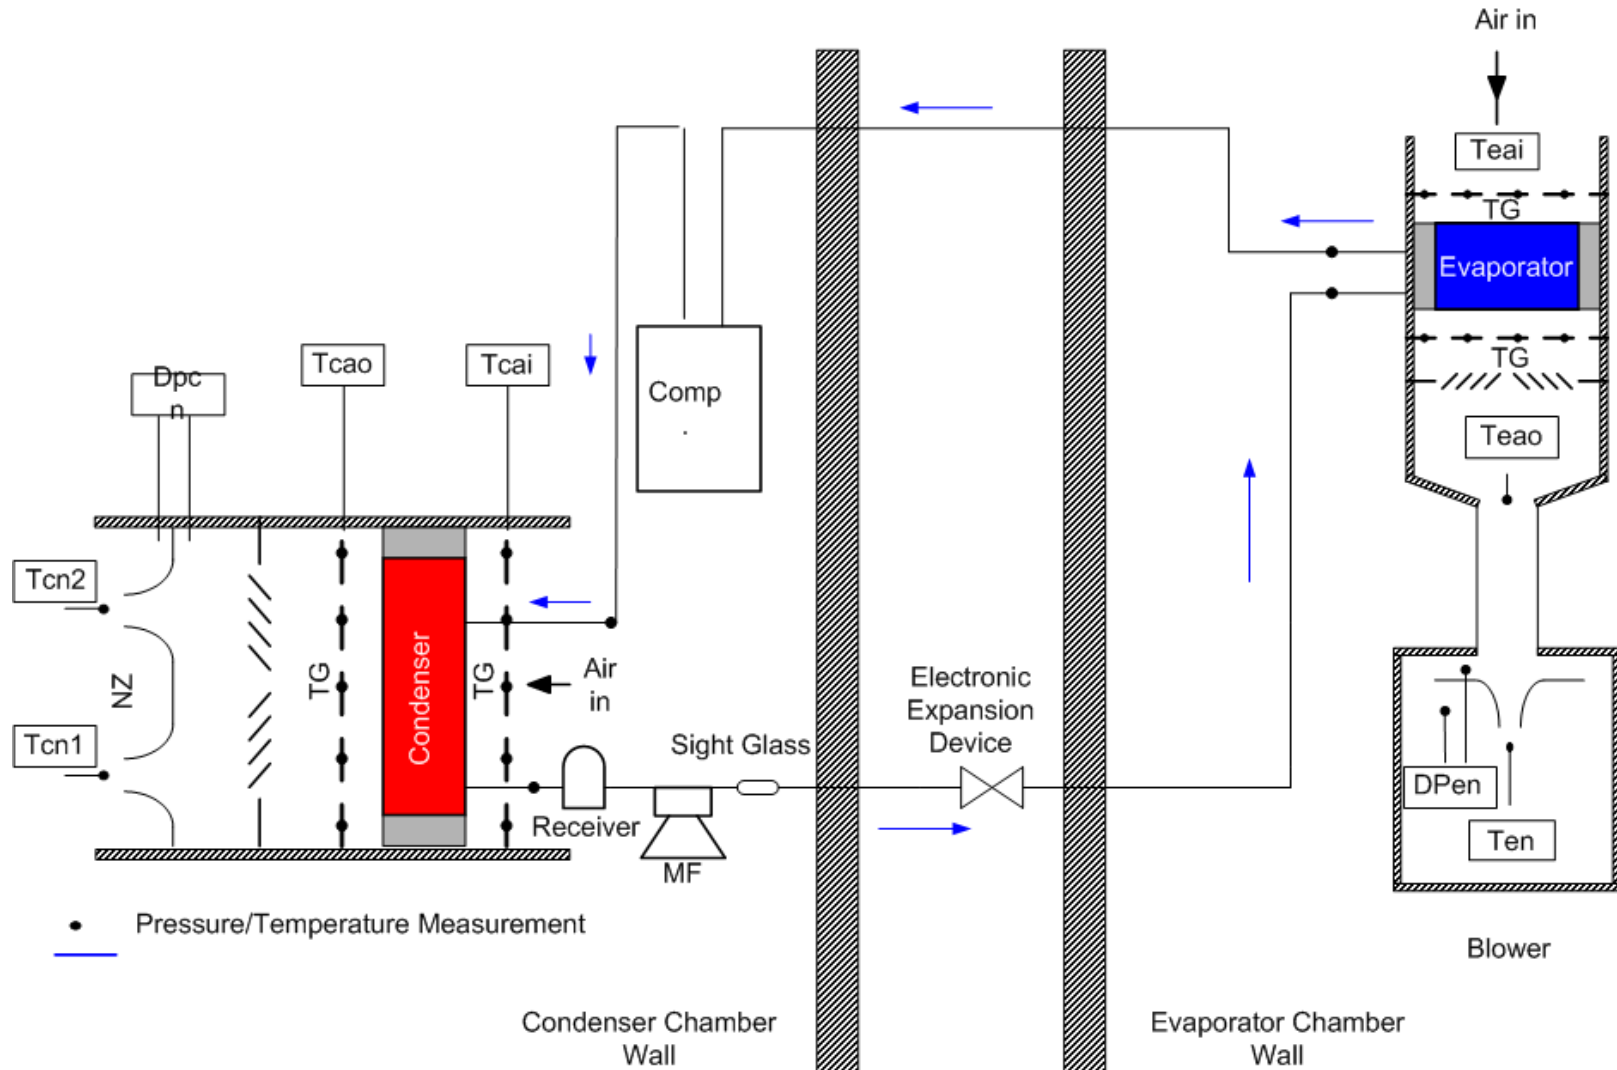 Air in
Teai
TG
Evaporator
TG
Teao
Tcao
Tcai
Dpc
n
Comp
.
Tcn2
NZ
TG
Condenser
TG
Air
in
Tcn1
Electronic
Expansion
Device
Sight Glass
Receiver
MF
DPen
Ten
Pressure/Temperature Measurement
Blower
Condenser Chamber
Wall
Evaporator Chamber
Wall